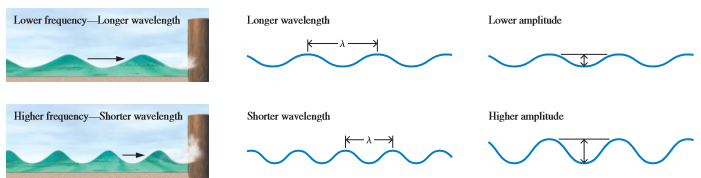 Lower frequency—Longer wavelength
Longer wavelength
Lower amplitude
λ
Higher frequency—Shorter wavelength
Shorter wavelength
Higher amplitude
λ